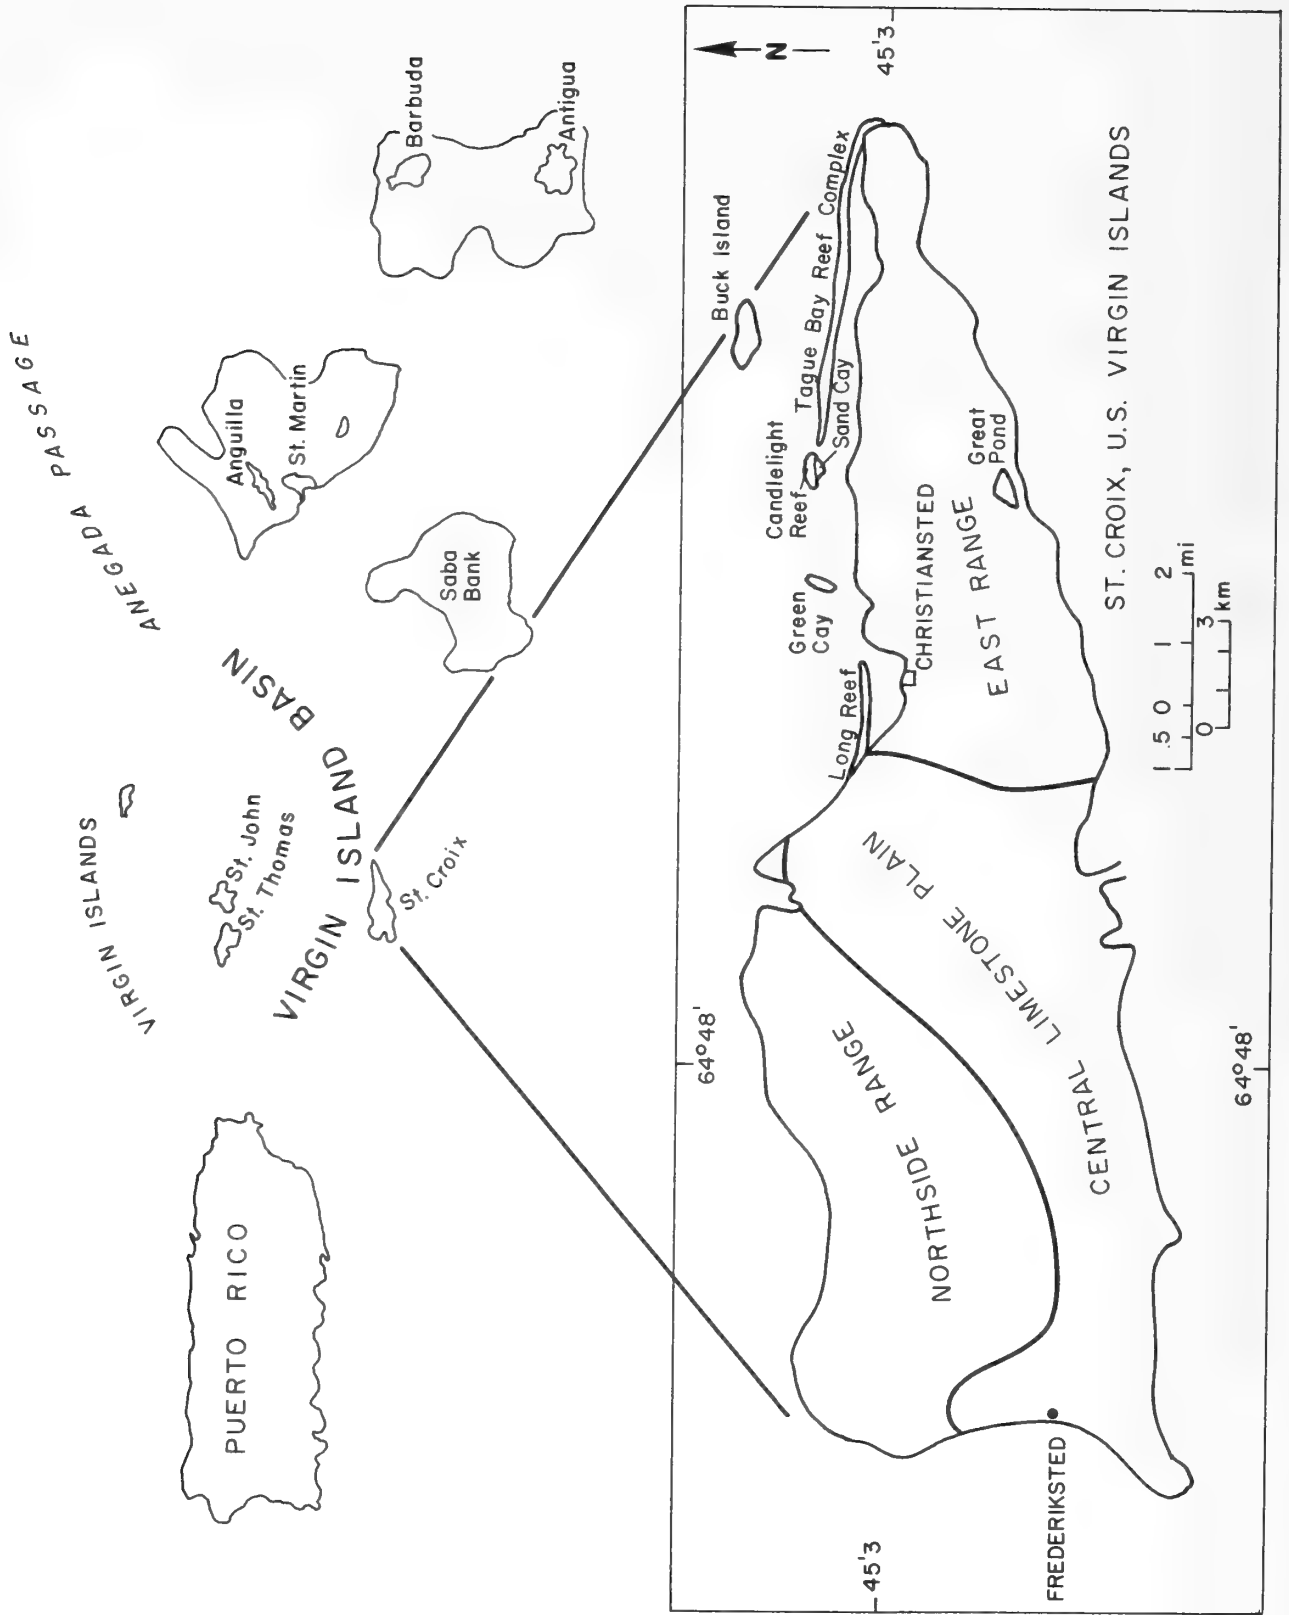 ANEGADA PASSAGE
VIRGIN ISLANDS
Barbuda
Antigua
Anguilla
St. Martin
Saba
Bank
St. John
St. Thomas
VIRGIN ISLAND BASIN
St. Croix
PUERTO RICO
N
45'3
45'3
64°48'
64°48'
Buck Island
Tague Bay Reef Complex
Candlelight
Reef
Sand Cay
Green
Cay
Long Reef
CHRISTIANSTED
EAST RANGE
Great
Pond
NORTHSIDE RANGE
CENTRAL LIMESTONE PLAIN
FREDERIKSTED
1 .5 0 1 2
mi
0 3
km
ST. CROIX, U.S. VIRGIN ISLANDS